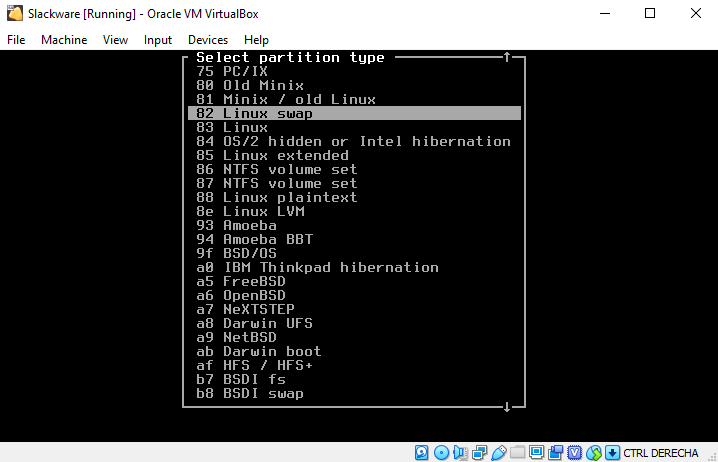 Slackware [Running] - Oracle VM VirtualBox
File Machine View Input Devices Help
Select partition type
75 PC/IX
80 Old Minix
81 Minix / old Linux
82 Linux swap
83 Linux
84 OS/2 hidden or Intel hibernation
85 Linux extended
86 NTFS volume set
87 NTFS volume set
88 Linux plaintext
8e Linux LVM
93 Amoeba
94 Amoeba BBT
9f BSD/OS
a0 IBM Thinkpad hibernation
a5 FreeBSD
a6 OpenBSD
a7 NeXTSTEP
a8 Darwin UFS
a9 NetBSD
ab Darwin boot
af HFS / HFS+
b7 BSDI fs
b8 BSDI swap
CTRL DERECHA